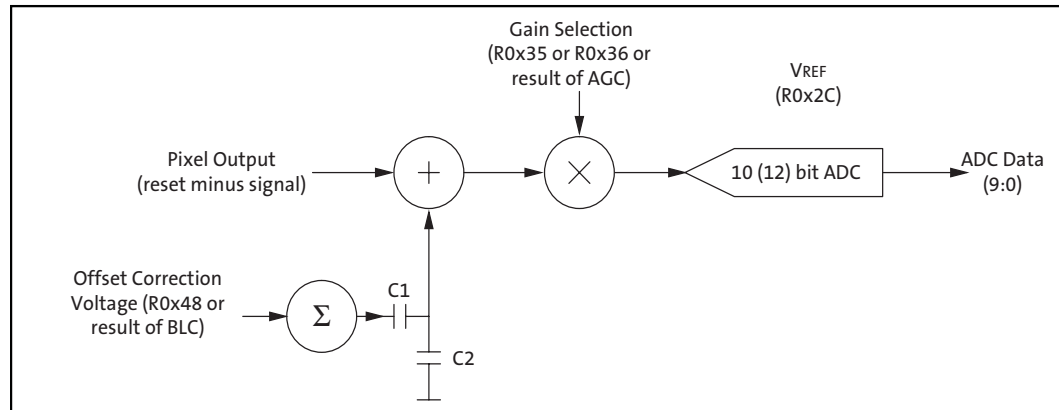 Gain Selection
(R0x35 or R0x36 or
result of AGC)
VREF
(R0x2C)
Pixel Output
(reset minus signal)
+
×
10 (12) bit ADC
ADC Data
(9:0)
Offset Correction
Voltage (R0x48 or
result of BLC)
Σ
C1
C2